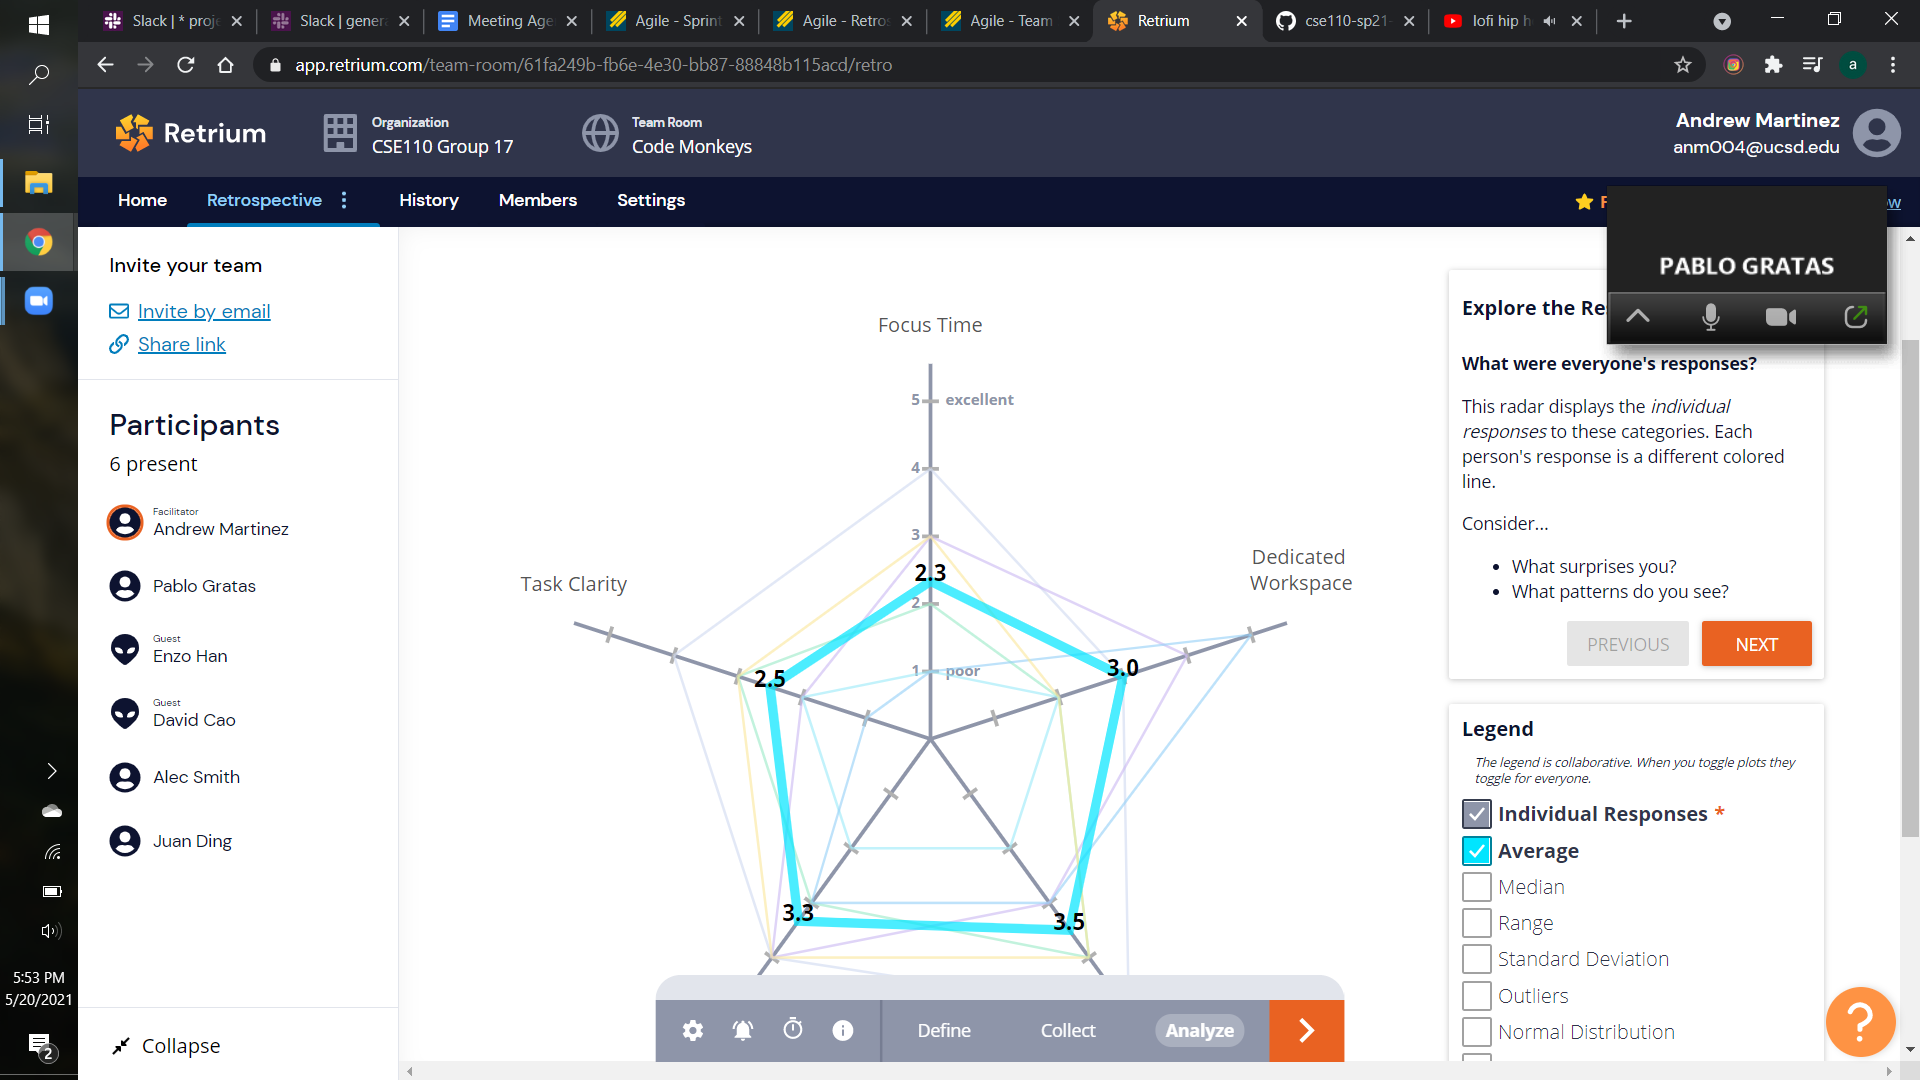 Slack | * proje
Slack | genera
Meeting Age
Agile - Sprint
Agile - Retros
Agile - Team
Retrium
cse110-sp21-
lofi hip h
app.retrium.com/team-room/61fa249b-fb6e-4e30-bb87-88848b115acd/retro
a
Retrium
Organization
CSE110 Group 17
Team Room
Code Monkeys
Andrew Martinez
anm004@ucsd.edu
Home
Retrospective
History
Members
Settings
PABLO GRATAS
Invite your team
Invite by email
Share link
Participants
6 present
Facilitator
Andrew Martinez
Pablo Gratas
Guest
Enzo Han
Guest
David Cao
Alec Smith
Juan Ding
Collapse
Focus Time
5
excellent
4
3
2.3
2
1
poor
Task Clarity
Dedicated
Workspace
2.5
3.0
3.3
3.5
Define
Collect
Analyze
Explore the Re
What were everyone's responses?
This radar displays the individual
responses to these categories. Each
person's response is a different colored
line.
Consider...
What surprises you?
What patterns do you see?
PREVIOUS
NEXT
Legend
The legend is collaborative. When you toggle plots they
toggle for everyone.
Individual Responses *
Average
Median
Range
Standard Deviation
Outliers
Normal Distribution
?
5:53 PM
5/20/2021
2